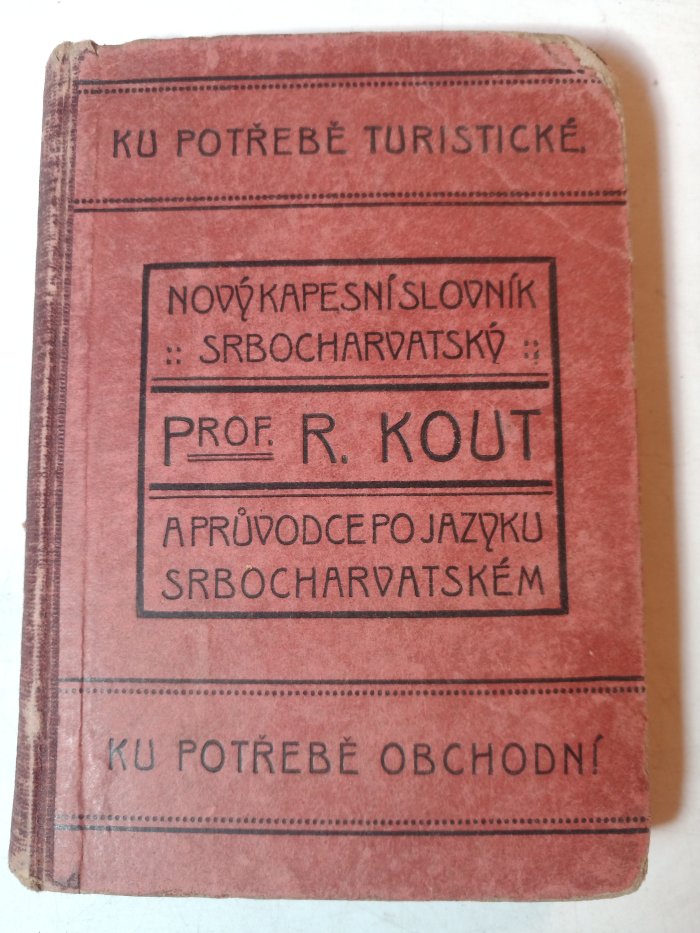 KU POTŘEBĚ TURISTICKÉ.
NOVÝ KAPESNÍ SLOVNÍK
:: SRBOCHARVATSKÝ ::
PROF. R. KOUT
A PRŮVODCE PO JAZYKU
SRBOCHARVATSKÉM
KU POTŘEBĚ OBCHODNÍ